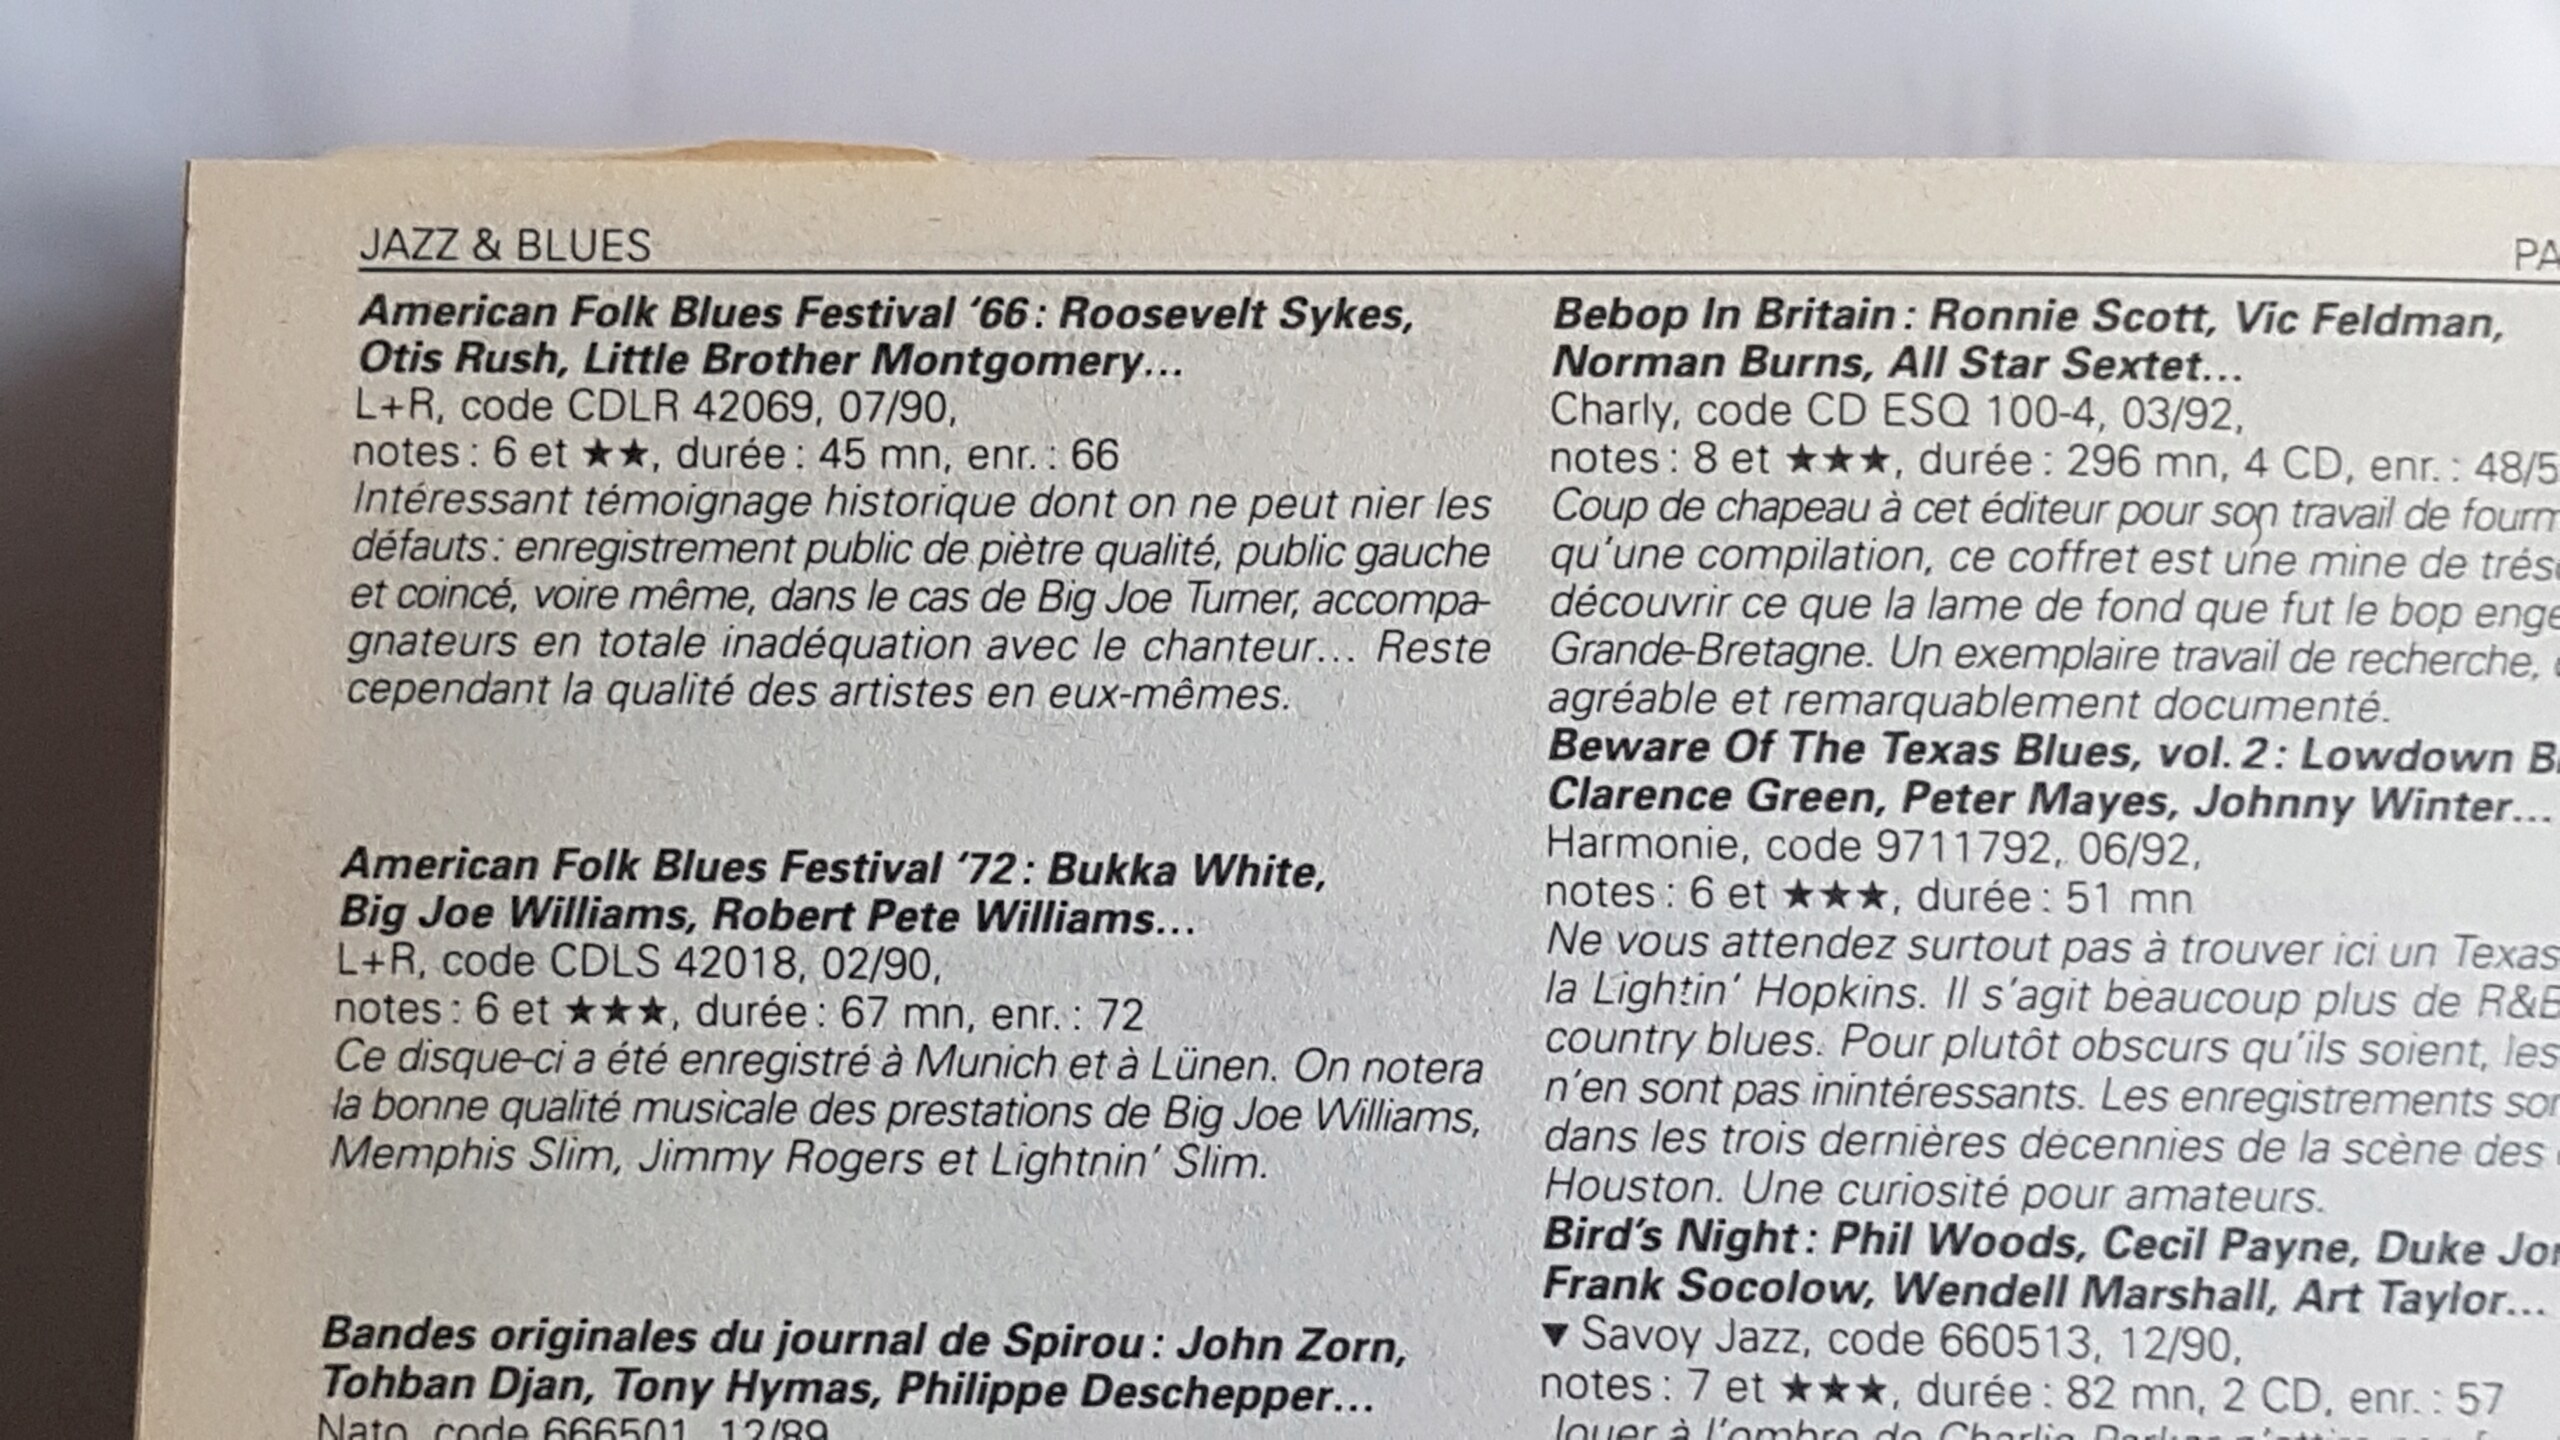 JAZZ & BLUES
American Folk Blues Festival ‘66 : Roosevelt Sykes,
Otis Rush, Little Brother Montgomery...
L+R, code CDLR 42069, 07/90,
notes : 6 et ★★, durée : 45 mn, enr. : 66
Intéressant témoignage historique dont on ne peut nier les
défauts : enregistrement public de piètre qualité, public gauche
et coincé, voire même, dans le cas de Big Joe Turner, accompa-
gnateurs en totale inadéquation avec le chanteur... Reste
cependant la qualité des artistes en eux-mêmes.
American Folk Blues Festival ‘72 : Bukka White,
Big Joe Williams, Robert Pete Williams...
L+R, code CDLS 42018, 02/90,
notes : 6 et ★★★, durée : 67 mn, enr. : 72
Ce disque-ci a été enregistré à Munich et à Lünen. On notera
la bonne qualité musicale des prestations de Big Joe Williams,
Memphis Slim, Jimmy Rogers et Lightnin’ Slim.
Bandes originales du journal de Spirou : John Zorn,
Tohban Djan, Tony Hymas, Philippe Deschepper...
Nato, code 666501, 12/89
Bebop In Britain : Ronnie Scott, Vic Feldman,
Norman Burns, All Star Sextet...
Charly, code CD ESQ 100-4, 03/92,
notes : 8 et ★★★, durée : 296 mn, 4 CD, enr. : 48/5
Coup de chapeau à cet éditeur pour son travail de
qu’une compilation, ce coffret est une mine de
découvrir ce que la lame de fond que fut le bop
Grande-Bretagne. Un exemplaire travail de recherche,
agréable et remarquablement documenté.
Beware Of The Texas Blues, vol. 2 : Lowdown
Clarence Green, Peter Mayes, Johnny Winter...
Harmonie, code 9711792, 06/92,
notes : 6 et ★★★, durée : 51 mn
Ne vous attendez surtout pas à trouver ici un Texas
la Lightin’ Hopkins. Il s’agit beaucoup plus de R&B
country blues. Pour plutôt obscurs qu’ils soient, les
n’en sont pas inintéressants. Les enregistrements
dans les trois dernières décennies de la scène des
Houston. Une curiosité pour amateurs.
Bird’s Night : Phil Woods, Cecil Payne, Duke
Frank Socolow, Wendell Marshall, Art Taylor...
▼ Savoy Jazz, code 660513, 12/90,
notes : 7 et ★★★, durée : 82 mn, 2 CD, enr. : 57
Jouer à l’ombre de Charlie Parker